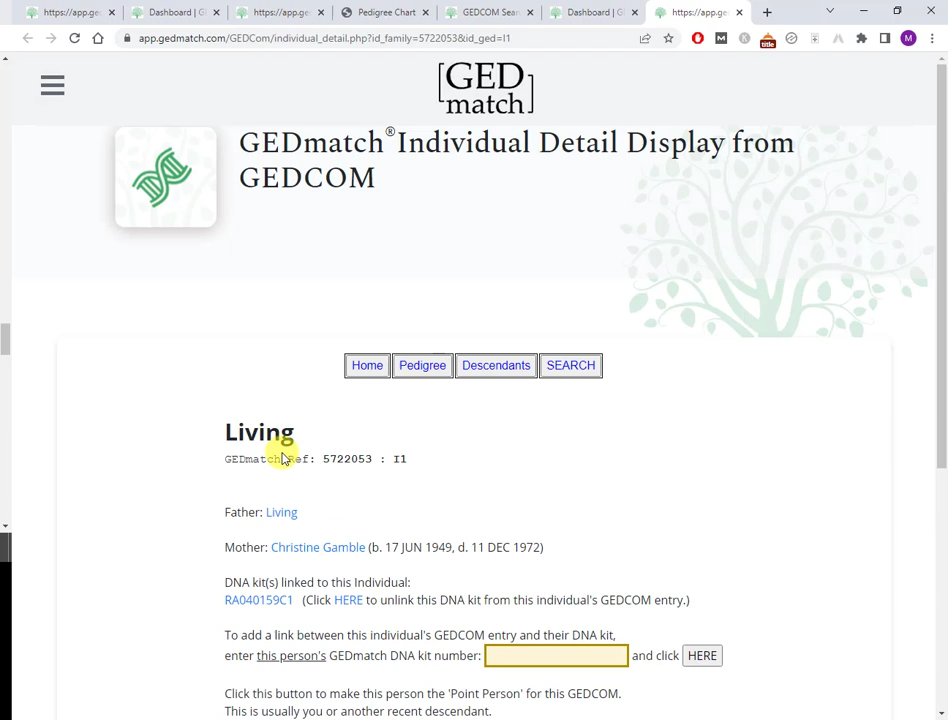 https://app.ge
Dashboard | G
https://app.ge
Pedigree Chart
GEDCOM Sear
Dashboard | G
https://app.ge
app.gedmatch.com/GEDCom/individual_detail.php?id_family=5722053&id_ged=I1
title
M
[GED
match]
GEDmatch®Individual Detail Display from
GEDCOM
Home Pedigree Descendants SEARCH
Living
GEDmatch Ref: 5722053 : I1
Father: Living
Mother: Christine Gamble (b. 17 JUN 1949, d. 11 DEC 1972)
DNA kit(s) linked to this Individual:
RA040159C1 (Click HERE to unlink this DNA kit from this individual's GEDCOM entry.)
To add a link between this individual's GEDCOM entry and their DNA kit,
enter this person's GEDmatch DNA kit number: and click HERE
Click this button to make this person the 'Point Person' for this GEDCOM.
This is usually you or another recent descendant.